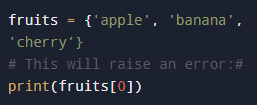 fruits = {'apple', 'banana',
'cherry’}
# This will raise an error:#
print(fruits[0])